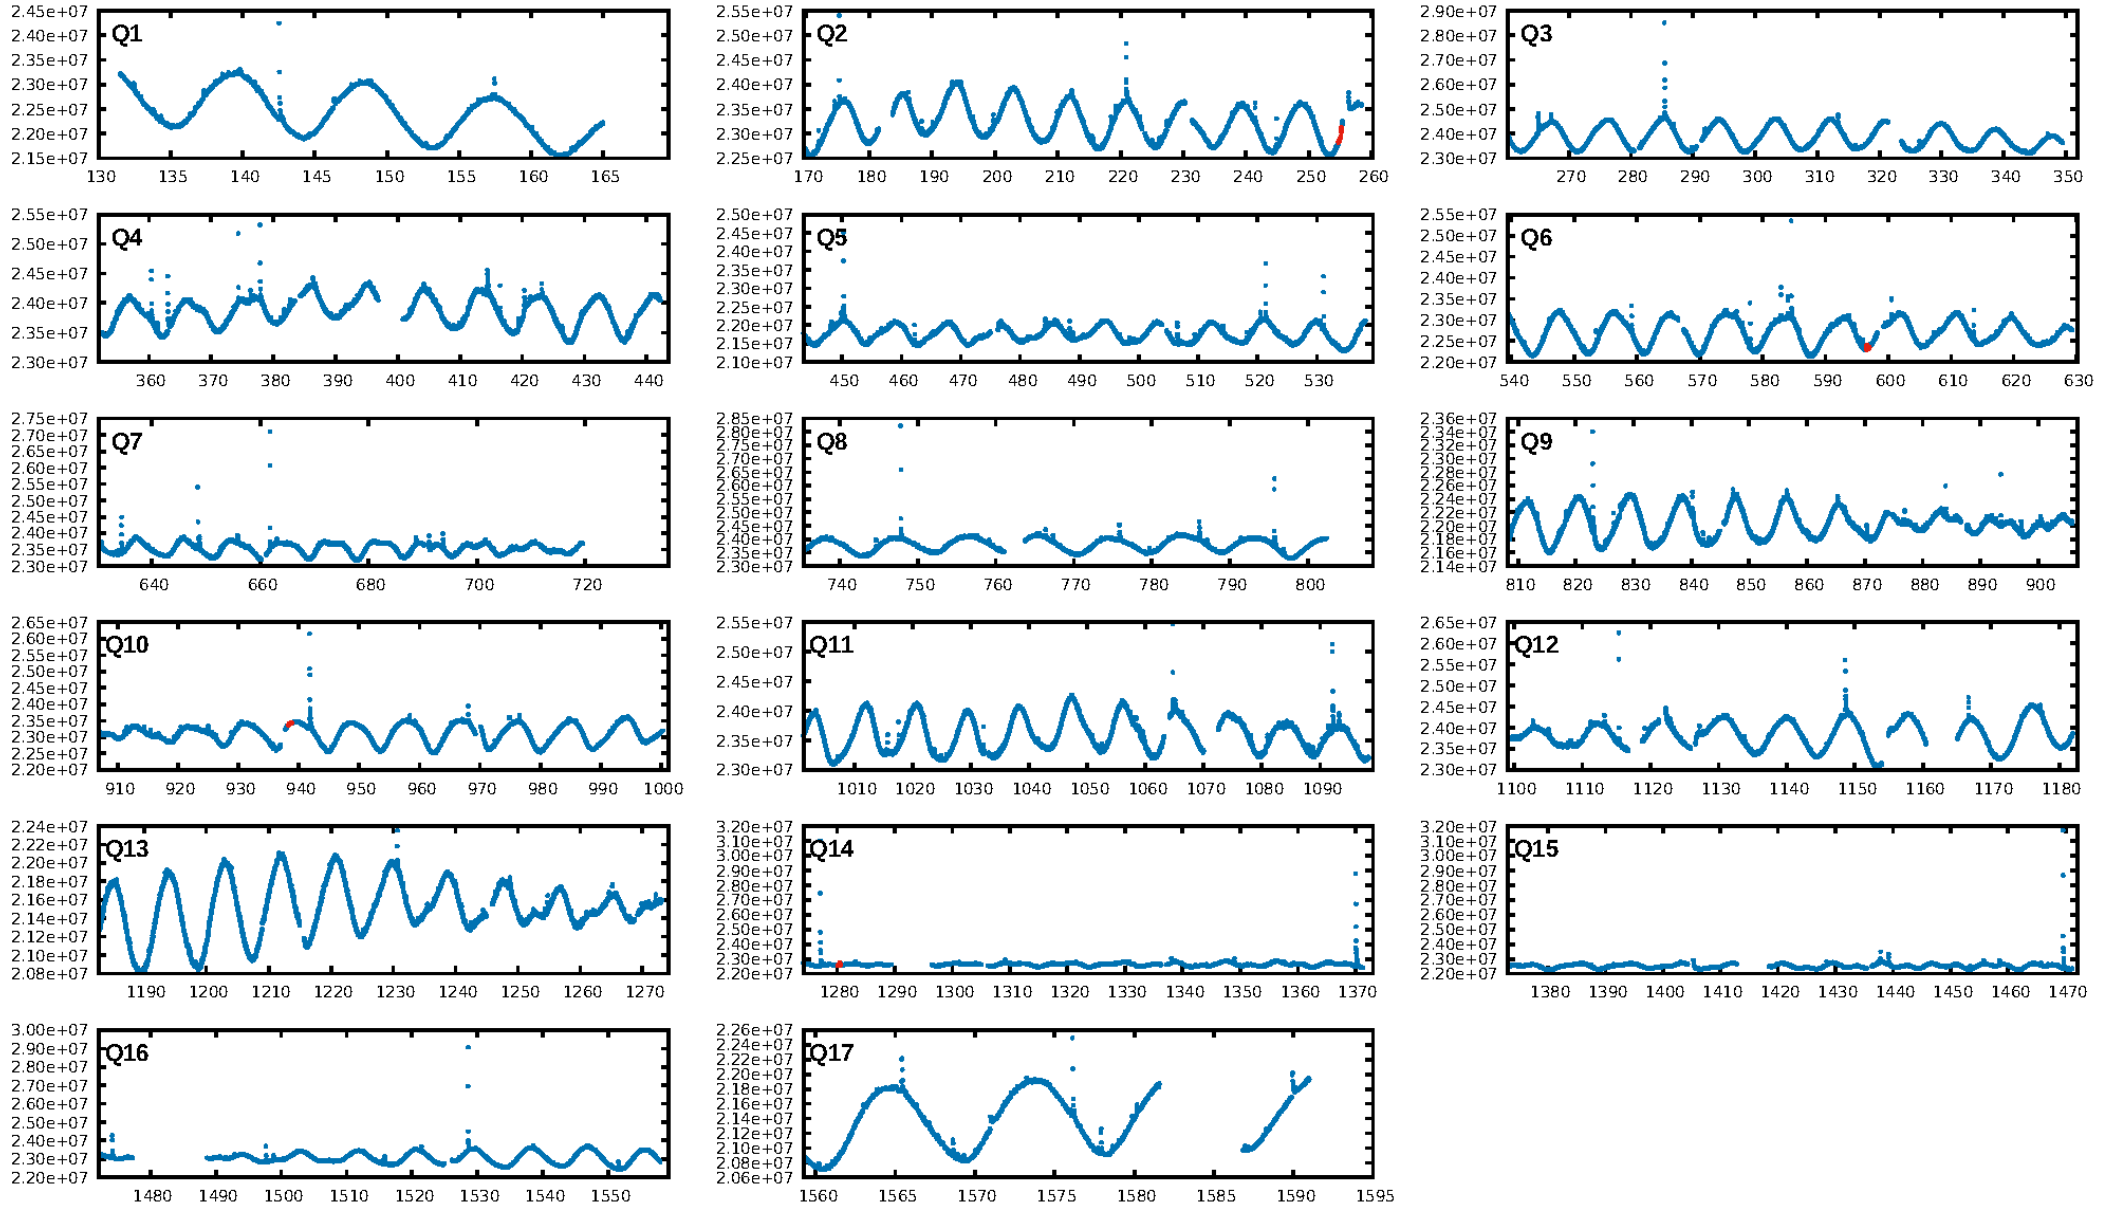 2.45e+07
2.40e+07
2.35e+07
2.30e+07
2.25e+07
2.20e+07
2.15e+07
Q1
130 135 140 145 150 155 160 165
2.55e+07
2.50e+07
2.45e+07
2.40e+07
2.35e+07
2.30e+07
2.25e+07
Q2
170 180 190 200 210 220 230 240 250 260
2.90e+07
2.80e+07
2.70e+07
2.60e+07
2.50e+07
2.40e+07
2.30e+07
Q3
270 280 290 300 310 320 330 340 350
2.55e+07
2.50e+07
2.45e+07
2.40e+07
2.35e+07
2.30e+07
Q4
360 370 380 390 400 410 420 430 440
2.50e+07
2.45e+07
2.40e+07
2.35e+07
2.30e+07
2.25e+07
2.20e+07
2.15e+07
2.10e+07
Q5
450 460 470 480 490 500 510 520 530
2.55e+07
2.50e+07
2.45e+07
2.40e+07
2.35e+07
2.30e+07
2.25e+07
2.20e+07
Q6
540 550 560 570 580 590 600 610 620 630
2.75e+07
2.70e+07
2.65e+07
2.60e+07
2.55e+07
2.50e+07
2.45e+07
2.40e+07
2.35e+07
2.30e+07
Q7
640 660 680 700 720
2.85e+07
2.80e+07
2.75e+07
2.70e+07
2.65e+07
2.60e+07
2.55e+07
2.50e+07
2.45e+07
2.40e+07
2.35e+07
2.30e+07
Q8
740 750 760 770 780 790 800
2.36e+07
2.34e+07
2.32e+07
2.30e+07
2.28e+07
2.26e+07
2.24e+07
2.22e+07
2.20e+07
2.18e+07
2.16e+07
2.14e+07
Q9
810 820 830 840 850 860 870 880 890 900
2.65e+07
2.60e+07
2.55e+07
2.50e+07
2.45e+07
2.40e+07
2.35e+07
2.30e+07
2.25e+07
2.20e+07
Q10
910 920 930 940 950 960 970 980 990 1000
2.55e+07
2.50e+07
2.45e+07
2.40e+07
2.35e+07
2.30e+07
Q11
1010 1020 1030 1040 1050 1060 1070 1080 1090
2.65e+07
2.60e+07
2.55e+07
2.50e+07
2.45e+07
2.40e+07
2.35e+07
2.30e+07
Q12
1100 1110 1120 1130 1140 1150 1160 1170 1180
2.24e+07
2.22e+07
2.20e+07
2.18e+07
2.16e+07
2.14e+07
2.12e+07
2.10e+07
2.08e+07
Q13
1190 1200 1210 1220 1230 1240 1250 1260 1270
3.20e+07
3.10e+07
3.00e+07
2.90e+07
2.80e+07
2.70e+07
2.60e+07
2.50e+07
2.40e+07
2.30e+07
2.20e+07
Q14
1280 1290 1300 1310 1320 1330 1340 1350 1360 1370
3.20e+07
3.10e+07
3.00e+07
2.90e+07
2.80e+07
2.70e+07
2.60e+07
2.50e+07
2.40e+07
2.30e+07
2.20e+07
Q15
1380 1390 1400 1410 1420 1430 1440 1450 1460 1470
3.00e+07
2.90e+07
2.80e+07
2.70e+07
2.60e+07
2.50e+07
2.40e+07
2.30e+07
2.20e+07
Q16
1480 1490 1500 1510 1520 1530 1540 1550
2.26e+07
2.24e+07
2.22e+07
2.20e+07
2.18e+07
2.16e+07
2.14e+07
2.12e+07
2.10e+07
2.08e+07
2.06e+07
Q17
1560 1565 1570 1575 1580 1585 1590 1595